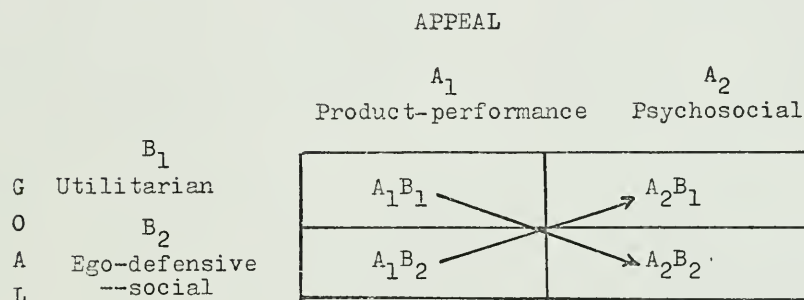 APPEAL
A1 A2
Product-performance Psychosocial
B1
G Utilitarian A1B1 A2B1
O B2
A Ego-defensive A1B2 A2B2
L --social